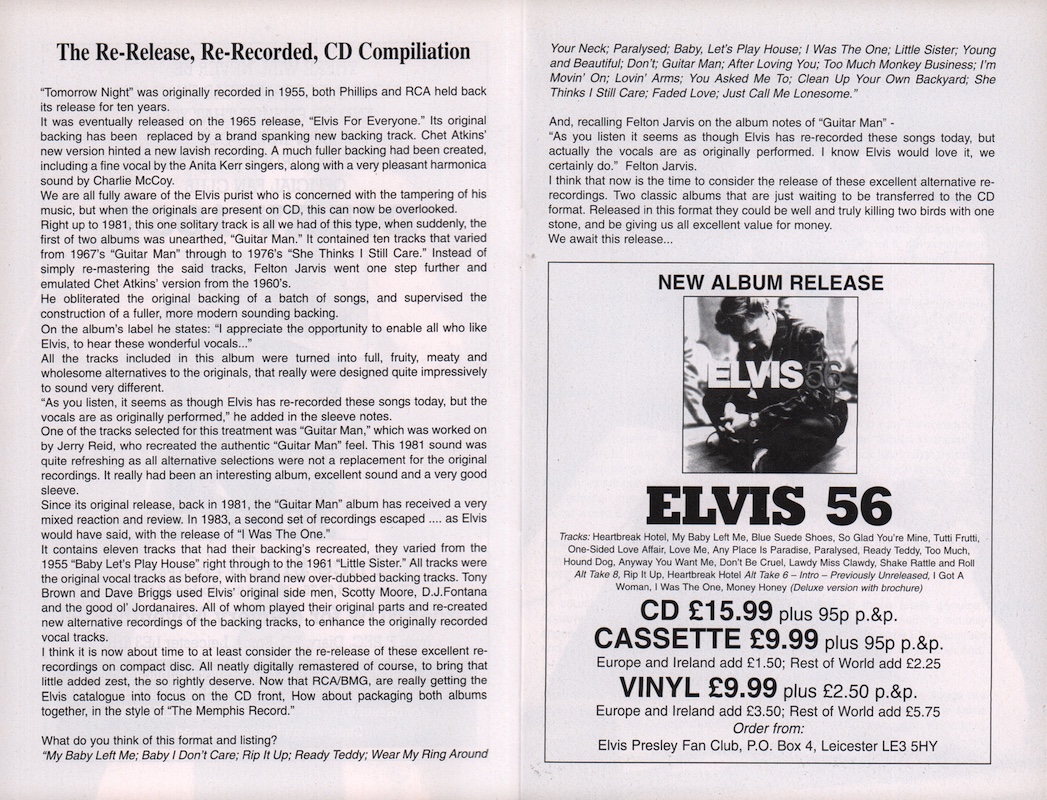 The Re-Release, Re-Recorded, CD Compiliation
“Tomorrow Night” was originally recorded in 1955, both Phillips and RCA held back
its release for ten years.
It was eventually released on the 1965 release, “Elvis For Everyone.” Its original
backing has been replaced by a brand spanking new backing track. Chet Atkins’
new version hinted a new lavish recording. A much fuller backing had been created,
including a fine vocal by the Anita Kerr singers, along with a very pleasant harmonica
sound by Charlie McCoy.
We are all fully aware of the Elvis purist who is concerned with the tampering of his
music, but when the originals are present on CD, this can now be overlooked.
Right up to 1981, this one solitary track is all we had of this type, when suddenly, the
first of two albums was unearthed, “Guitar Man.” It contained ten tracks that varied
from 1967’s “Guitar Man” through to 1976’s “She Thinks I Still Care.” Instead of
simply re-mastering the said tracks, Felton Jarvis went one step further and
emulated Chet Atkins’ version from the 1960’s.
He obliterated the original backing of a batch of songs, and supervised the
construction of a fuller, more modern sounding backing.
On the album’s label he states: “I appreciate the opportunity to enable all who like
Elvis, to hear these wonderful vocals...”
All the tracks included in this album were turned into full, fruity, meaty and
wholesome alternatives to the originals, that really were designed quite impressively
to sound very different.
“As you listen, it seems as though Elvis has re-recorded these songs today, but the
vocals are as originally performed,” he added in the sleeve notes.
One of the tracks selected for this treatment was “Guitar Man,” which was worked on
by Jerry Reid, who recreated the authentic “Guitar Man” feel. This 1981 sound was
quite refreshing as all alternative selections were not a replacement for the original
recordings. It really had been an interesting album, excellent sound and a very good
sleeve.
Since its original release, back in 1981, the “Guitar Man” album has received a very
mixed reaction and review. In 1983, a second set of recordings escaped .... as Elvis
would have said, with the release of “I Was The One.”
It contains eleven tracks that had their backing’s recreated, they varied from the
1955 “Baby Let’s Play House” right through to the 1961 “Little Sister.” All tracks were
the original vocal tracks as before, with brand new over-dubbed backing tracks. Tony
Brown and Dave Briggs used Elvis’ original side men, Scotty Moore, D.J.Fontana
and the good ol’ Jordanaires. All of whom played their original parts and re-created
new alternative recordings of the backing tracks, to enhance the originally recorded
vocal tracks.
I think it is now about time to at least consider the re-release of these excellent re-
recordings on compact disc. All neatly digitally remastered of course, to bring that
little added zest, the so rightly deserve. Now that RCA/BMG, are really getting the
Elvis catalogue into focus on the CD front, How about packaging both albums
together, in the style of “The Memphis Record.”
What do you think of this format and listing?
“My Baby Left Me; Baby I Don’t Care; Rip It Up; Ready Teddy; Wear My Ring Around
Your Neck; Paralysed; Baby, Let’s Play House; I Was The One; Little Sister; Young
and Beautiful; Don’t; Guitar Man; After Loving You; Too Much Monkey Business; I’m
Movin’ On; Lovin’ Arms; You Asked Me To; Clean Up Your Own Backyard; She
Thinks I Still Care; Faded Love; Just Call Me Lonesome.”
And, recalling Felton Jarvis on the album notes of “Guitar Man” -
“As you listen it seems as though Elvis has re-recorded these songs today, but
actually the vocals are as originally performed. I know Elvis would love it, we
certainly do.” Felton Jarvis.
I think that now is the time to consider the release of these excellent alternative re-
recordings. Two classic albums that are just waiting to be transferred to the CD
format. Released in this format they could be well and truly killing two birds with one
stone, and be giving us all excellent value for money.
We await this release...
NEW ALBUM RELEASE
ELVIS 56
ELVIS 56
Tracks: Heartbreak Hotel, My Baby Left Me, Blue Suede Shoes, So Glad You’re Mine, Tutti Frutti,
One-Sided Love Affair, Love Me, Any Place Is Paradise, Paralysed, Ready Teddy, Too Much,
Hound Dog, Anyway You Want Me, Don’t Be Cruel, Lawdy Miss Clawdy, Shake Rattle and Roll
Alt Take 8, Rip It Up, Heartbreak Hotel Alt Take 6 – Intro – Previously Unreleased, I Got A
Woman, I Was The One, Money Honey (Deluxe version with brochure)
CD £15.99 plus 95p p.&p.
CASSETTE £9.99 plus 95p p.&p.
Europe and Ireland add £1.50; Rest of World add £2.25
VINYL £9.99 plus £2.50 p.&p.
Europe and Ireland add £3.50; Rest of World add £5.75
Order from:
Elvis Presley Fan Club, P.O. Box 4, Leicester LE3 5HY